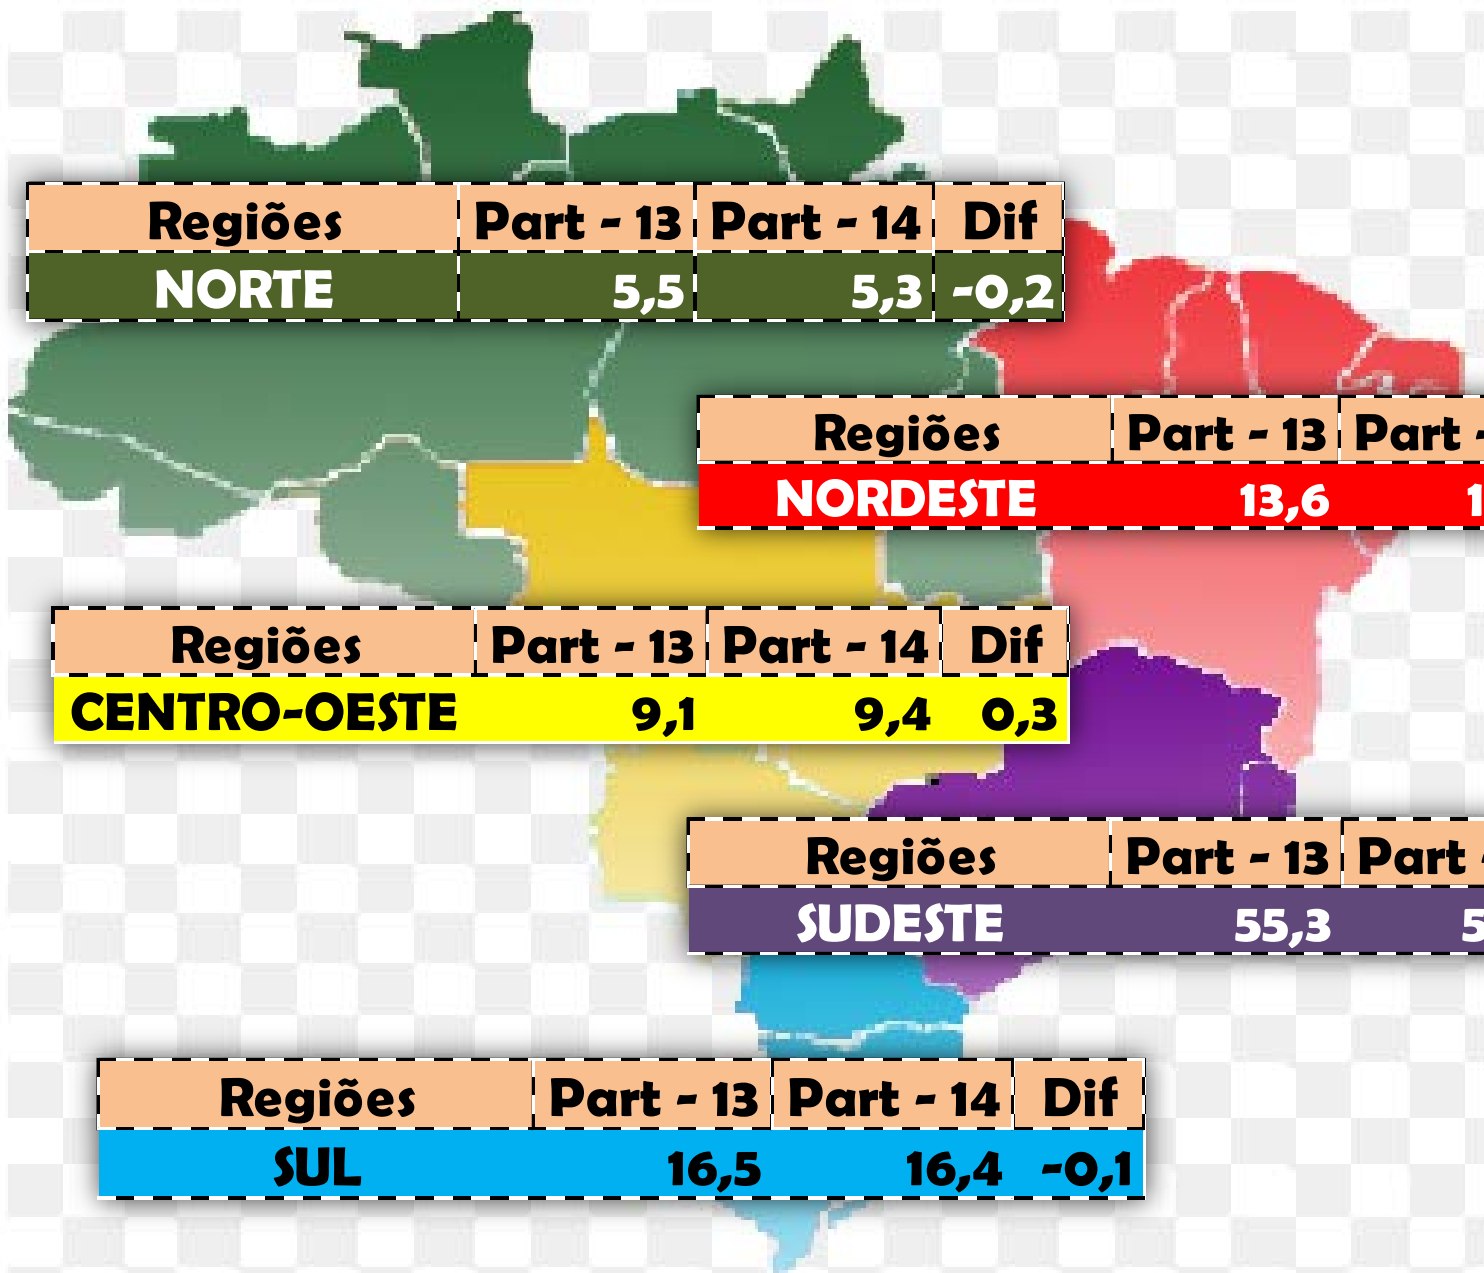 Regiões Part - 13 Part - 14 Dif
NORTE 5,5 5,3 -0,2
Regiões Part - 13 Part -
NORDESTE 13,6
Regiões Part - 13 Part - 14 Dif
CENTRO-OESTE 9,1 9,4 0,3
Regiões Part - 13 Part -
SUDESTE 55,3
Regiões Part - 13 Part - 14 Dif
SUL 16,5 16,4 -0,1